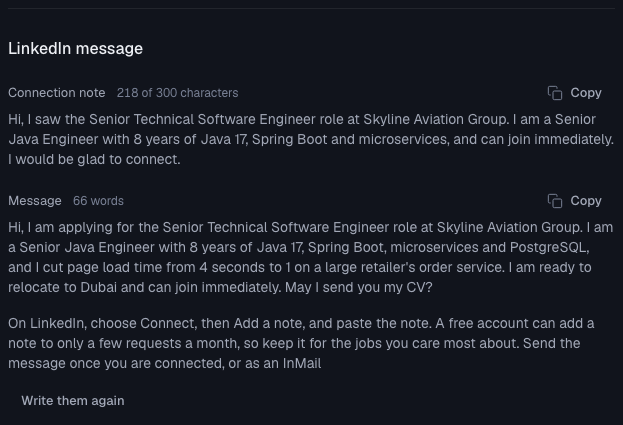 LinkedIn message
Connection note 218 of 300 characters Copy
Hi, I saw the Senior Technical Software Engineer role at Skyline Aviation Group. I am a Senior
Java Engineer with 8 years of Java 17, Spring Boot and microservices, and can join immediately.
I would be glad to connect.
Message 66 words Copy
Hi, I am applying for the Senior Technical Software Engineer role at Skyline Aviation Group. I am
a Senior Java Engineer with 8 years of Java 17, Spring Boot, microservices and PostgreSQL,
and I cut page load time from 4 seconds to 1 on a large retailer's order service. I am ready to
relocate to Dubai and can join immediately. May I send you my CV?
On LinkedIn, choose Connect, then Add a note, and paste the note. A free account can add a
note to only a few requests a month, so keep it for the jobs you care most about. Send the
message once you are connected, or as an InMail
Write them again